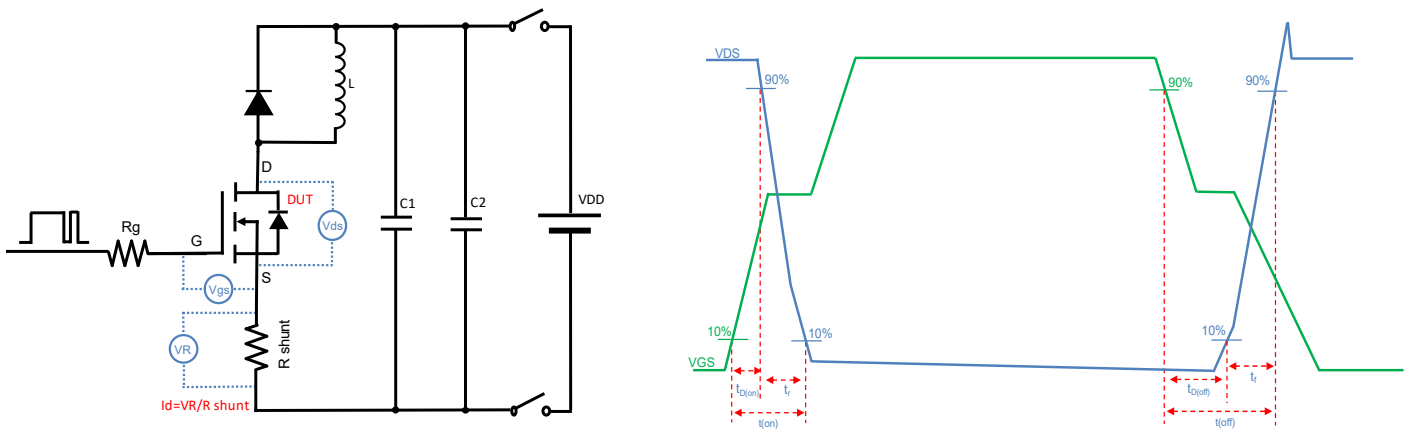 L
D
DUT
Rg
G
Vds
C1
C2
VDD
S
Vgs
VR
R shunt
Id=VR/R shunt
VDS
90%
90%
90%
10%
10%
10%
VGS
tD(on)
tr
t(on)
tD(off)
tf
t(off)